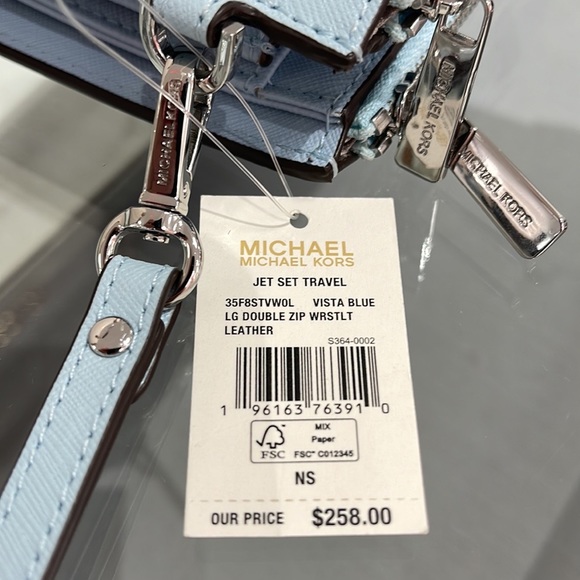 MICHAEL KORS
MICHAEL KORS
MICHAEL KORS
MICHAEL
MICHAEL KORS
JET SET TRAVEL
35F8STVW0L VISTA BLUE
LG DOUBLE ZIP WRSTLT
LEATHER
S364-0002
1 96163 76391 0
FSC
MIX
Paper
FSC® C012345
NS
OUR PRICE $258.00